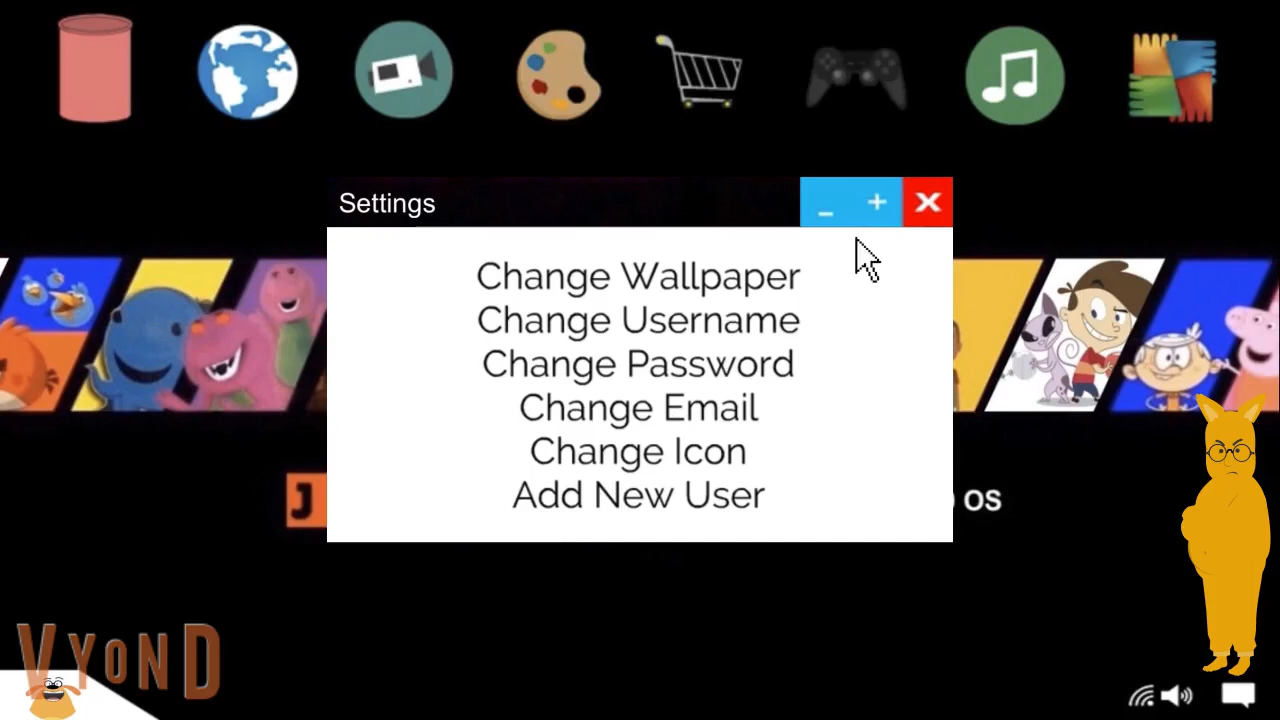 Settings
Change Wallpaper
Change Username
Change Password
Change Email
Change Icon
Add New User
J
OS
VYOND